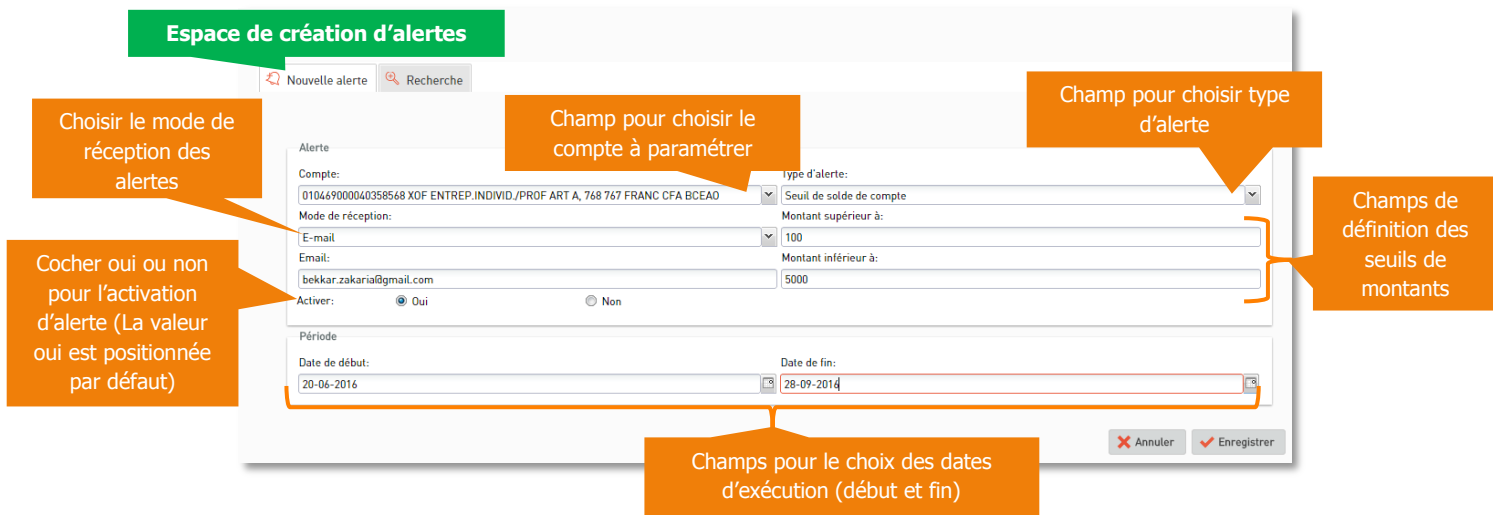 Espace de création d’alertes
Nouvelle alerte
Recherche
Choisir le mode de
réception des
alertes
Champ pour choisir le
compte à paramétrer
Champ pour choisir type
d’alerte
Alerte
Compte:
Type d'alerte:
010469000040358568 XOF ENTREP.INDIVID./PROF ART A, 768 767 FRANC CFA BCEAO
Seuil de solde de compte
Mode de réception:
Montant supérieur à:
E-mail
100
Email:
Montant inférieur à:
bekkar.zakaria@gmail.com
5000
Activer:
Oui
Non
Champs de
définition des
seuils de
montants
Cocher oui ou non
pour l’activation
d’alerte (La valeur
oui est positionnée
par défaut)
Période
Date de début:
Date de fin:
20-06-2016
28-09-2016
Annuler
Enregistrer
Champs pour le choix des dates
d’exécution (début et fin)